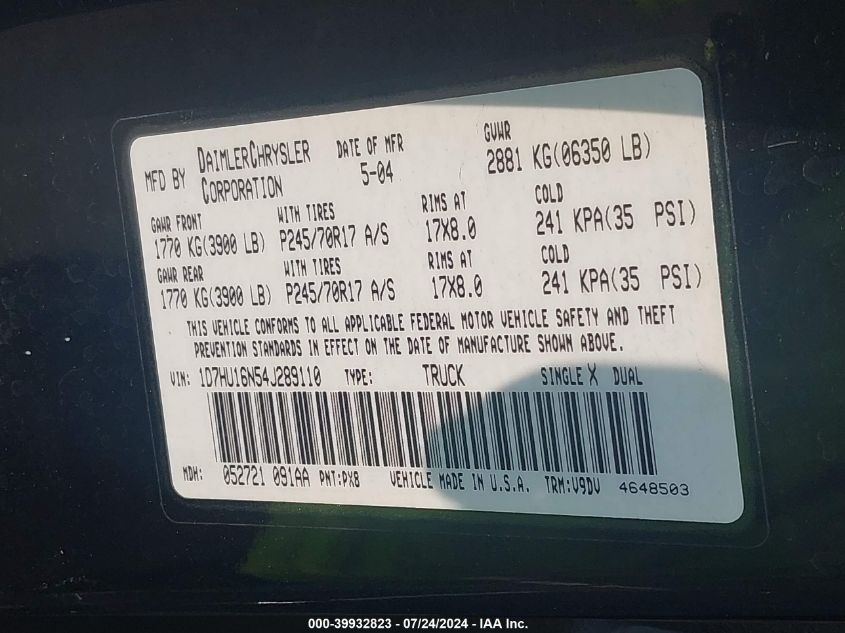 MFD BY DAIMLERCHRYSLER CORPORATION DATE OF MFR 5-04 GVWR 2881 KG(06350 LB)
GAWR FRONT WITH TIRES RIMS AT COLD
1770 KG(3900 LB) P245/70R17 A/S 17X8.0 241 KPA(35 PSI)
GAWR REAR WITH TIRES RIMS AT COLD
1770 KG(3900 LB) P245/70R17 A/S 17X8.0 241 KPA(35 PSI)
THIS VEHICLE CONFORMS TO ALL APPLICABLE FEDERAL MOTOR VEHICLE SAFETY AND THEFT
PREVENTION STANDARDS IN EFFECT ON THE DATE OF MANUFACTURE SHOWN ABOVE.
VIN: 1D7HU16N54J289110 TYPE: TRUCK SINGLE X DUAL
MDH: 052721 091AA PNT:PX8 VEHICLE MADE IN U.S.A. TRM:V9DV 4648503
000-39932823 - 07/24/2024 - IAA Inc.